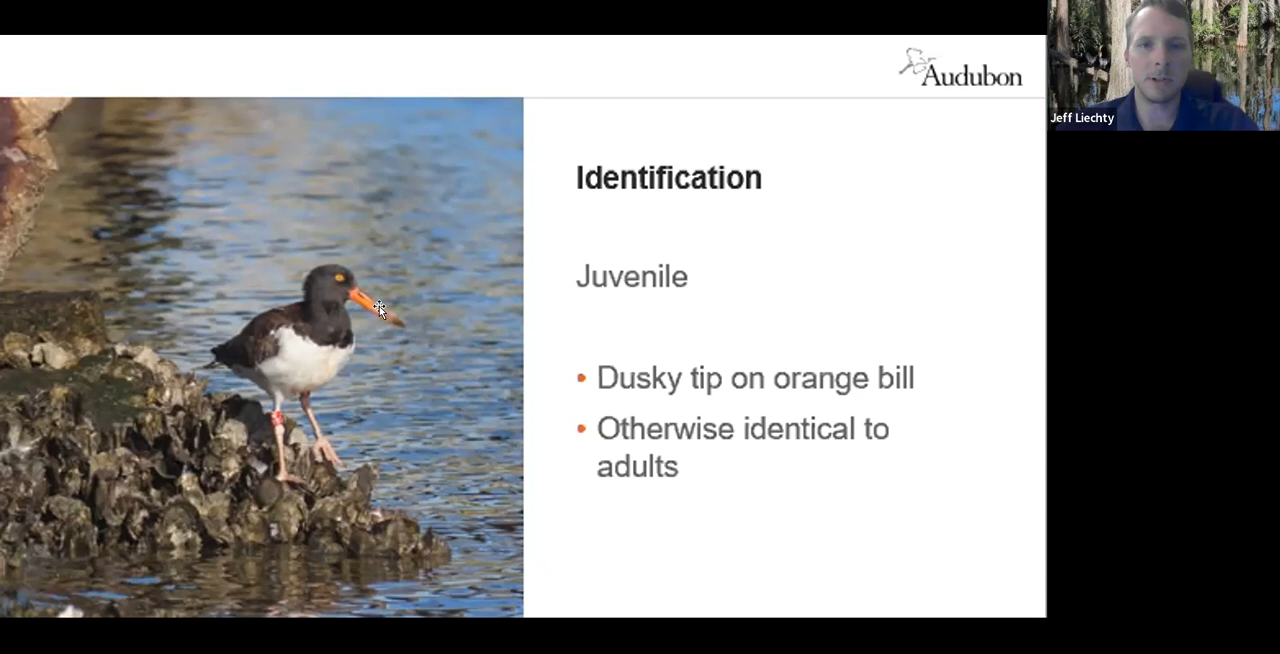 Audubon
Jeff Liechty
Identification
Juvenile
• Dusky tip on orange bill
• Otherwise identical to
adults